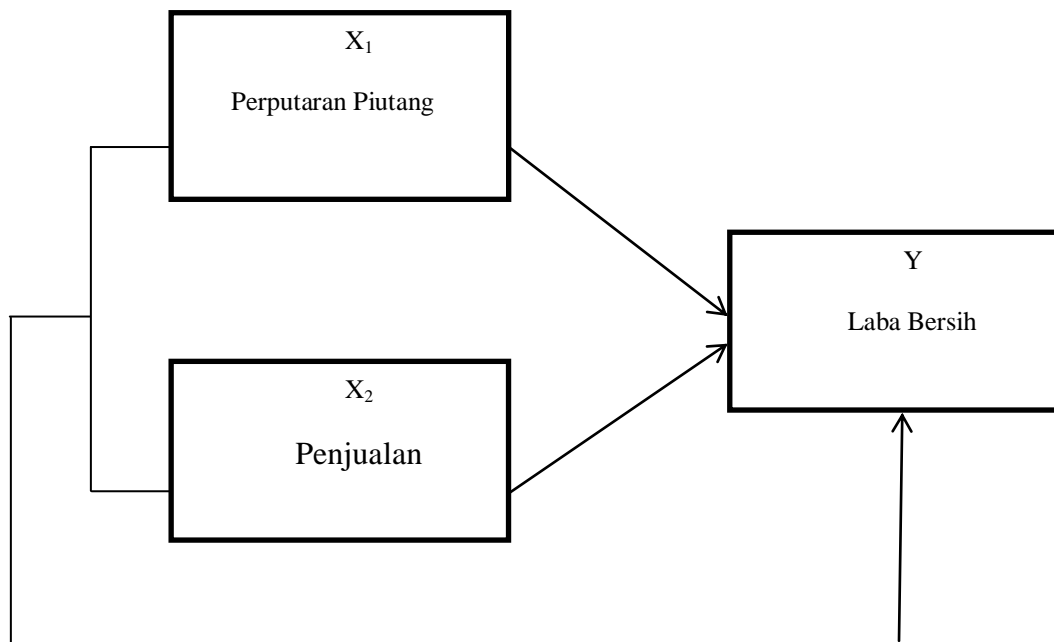 X₁
Perputaran Piutang
Y
Laba Bersih
X₂
Penjualan